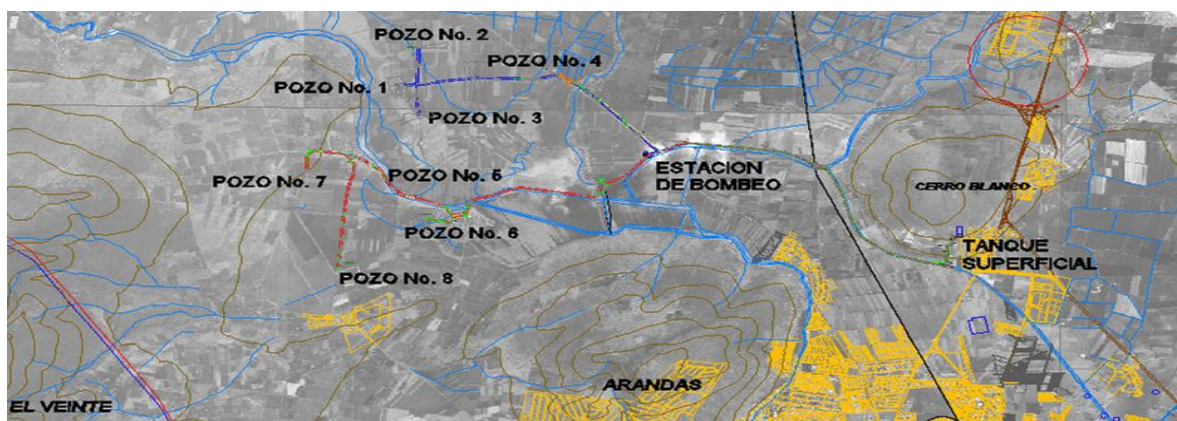 POZO No. 2
POZO No. 4
POZO No. 1
POZO No. 3
ESTACION
DE BOMBEO
POZO No. 7
POZO No. 5
CERRO BLANCO
POZO No. 6
TANQUE
SUPERFICIAL
POZO No. 8
ARANDAS
EL VEINTE